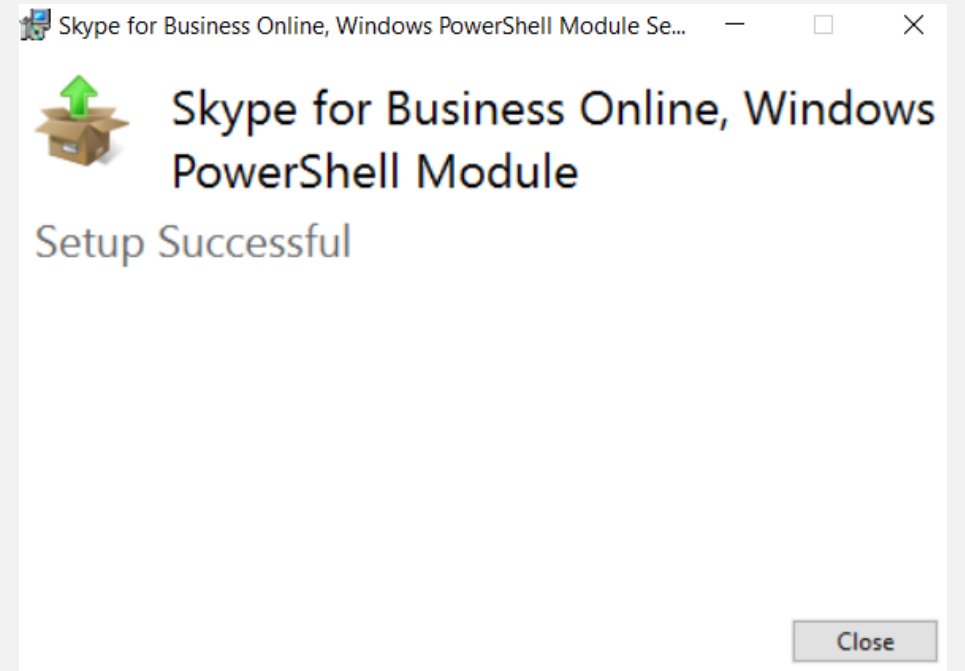 Skype for Business Online, Windows PowerShell Module Se...
Skype for Business Online, Windows
PowerShell Module
Setup Successful
Close